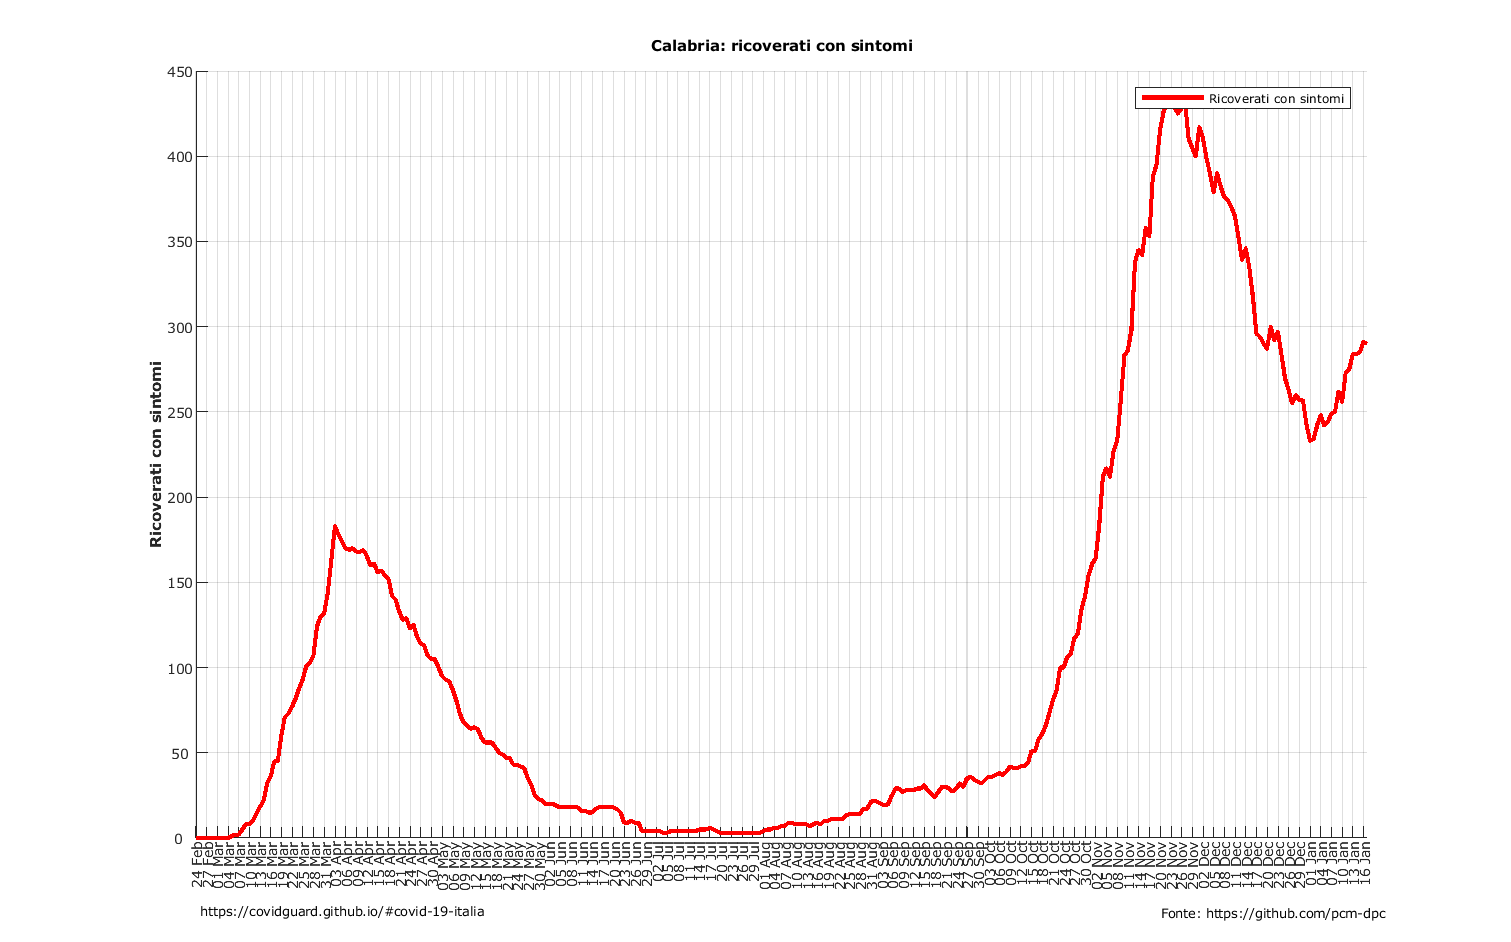 Calabria: ricoverati con sintomi
Ricoverati con sintomi
450
400
350
300
250
200
150
100
50
0
Ricoverati con sintomi
24 Feb
27 Feb
01 Mar
04 Mar
07 Mar
10 Mar
13 Mar
16 Mar
19 Mar
22 Mar
25 Mar
28 Mar
31 Mar
03 Apr
06 Apr
09 Apr
12 Apr
15 Apr
18 Apr
21 Apr
24 Apr
27 Apr
30 Apr
03 May
06 May
09 May
12 May
15 May
18 May
21 May
24 May
27 May
30 May
02 Jun
05 Jun
08 Jun
11 Jun
14 Jun
17 Jun
20 Jun
23 Jun
26 Jun
29 Jun
02 Jul
05 Jul
08 Jul
11 Jul
14 Jul
17 Jul
20 Jul
23 Jul
26 Jul
29 Jul
01 Aug
04 Aug
07 Aug
10 Aug
13 Aug
16 Aug
19 Aug
22 Aug
25 Aug
28 Aug
31 Aug
03 Sep
06 Sep
09 Sep
12 Sep
15 Sep
18 Sep
21 Sep
24 Sep
27 Sep
30 Sep
03 Oct
06 Oct
09 Oct
12 Oct
15 Oct
18 Oct
21 Oct
24 Oct
27 Oct
30 Oct
02 Nov
05 Nov
08 Nov
11 Nov
14 Nov
17 Nov
20 Nov
23 Nov
26 Nov
29 Nov
02 Dec
05 Dec
08 Dec
11 Dec
14 Dec
17 Dec
20 Dec
23 Dec
26 Dec
29 Dec
01 Jan
04 Jan
07 Jan
10 Jan
13 Jan
16 Jan
https://covidguard.github.io/#covid-19-italia
Fonte: https://github.com/pcm-dpc